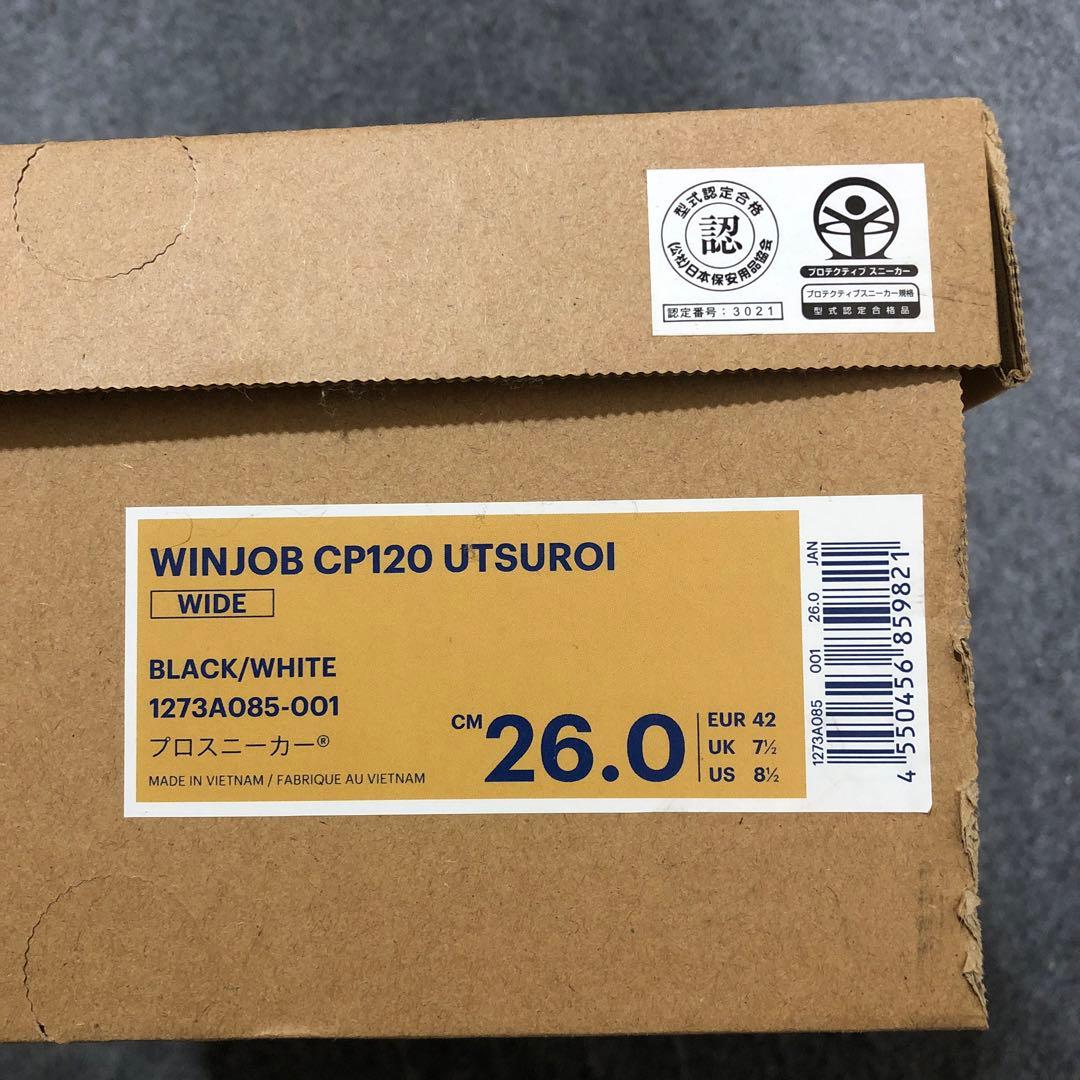 型式認定合格
認
(公社)日本保安用品協会
認定番号：3021
プロテクティブ スニーカー
プロテクティブスニーカー規格
型式認定合格品
WINJOB CP120 UTSUROI
WIDE
BLACK/WHITE
1273A085-001
プロスニーカー®
MADE IN VIETNAM / FABRIQUE AU VIETNAM
CM 26.0
EUR 42
UK 7½
US 8½
1273A085 001 26.0 JAN
4 550456 859821